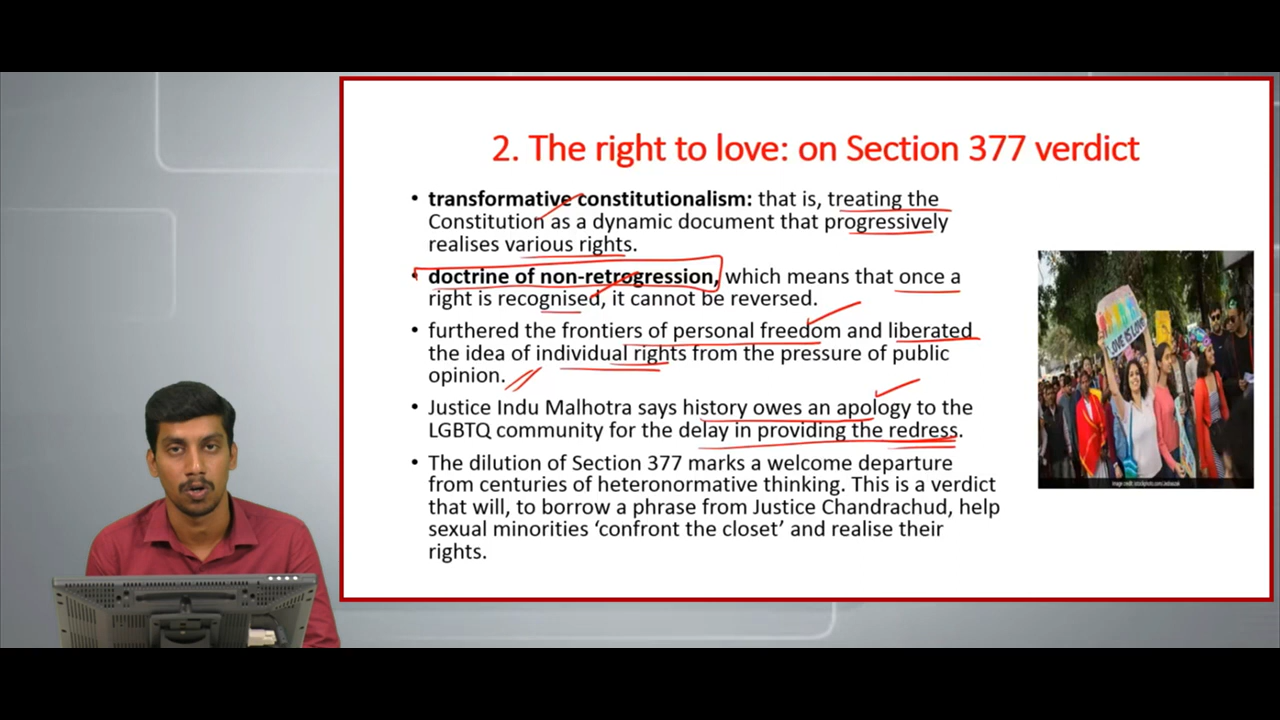 2. The right to love: on Section 377 verdict
• transformative constitutionalism: that is, treating the
Constitution as a dynamic document that progressively
realises various rights.
• doctrine of non-retrogression, which means that once a
right is recognised, it cannot be reversed.
• furthered the frontiers of personal freedom and liberated
the idea of individual rights from the pressure of public
opinion.
• Justice Indu Malhotra says history owes an apology to the
LGBTQ community for the delay in providing the redress.
• The dilution of Section 377 marks a welcome departure
from centuries of heteronormative thinking. This is a verdict
that will, to borrow a phrase from Justice Chandrachud, help
sexual minorities ‘confront the closet’ and realise their
rights.
LOVE IS LOVE